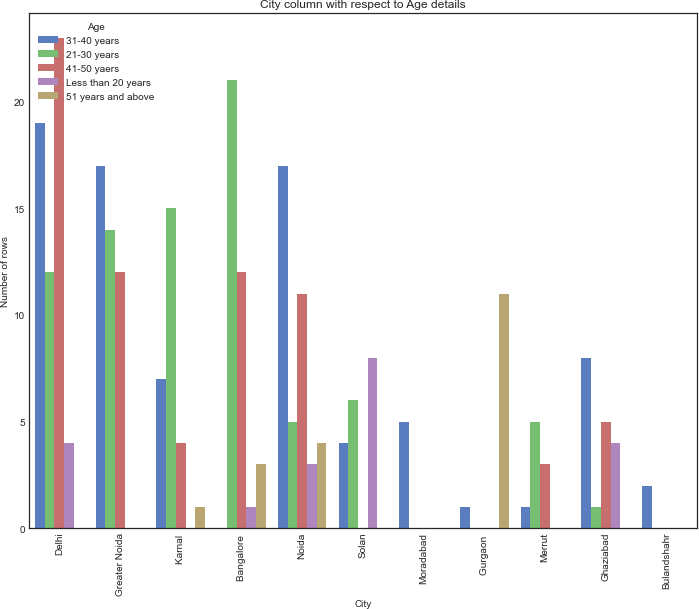 City column with respect to Age details
Age
31-40 years
21-30 years
41-50 yaers
Less than 20 years
51 years and above
20
15
10
5
0
Number of rows
Delhi
Greater Noida
Karnal
Bangalore
Noida
Solan
Moradabad
Gurgaon
Merrut
Ghaziabad
Bulandshahr
City